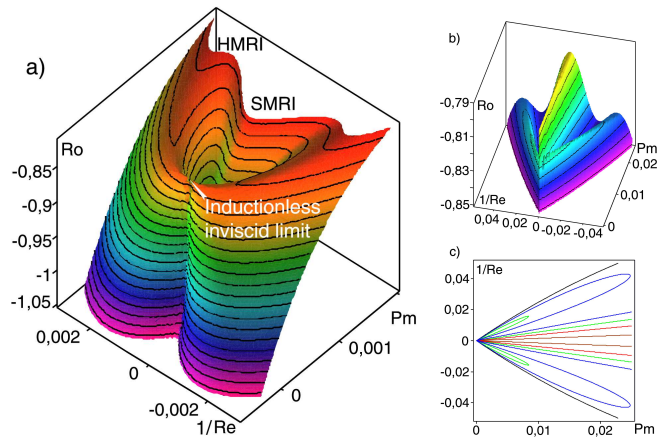 a)
HMRI
SMRI
Inductionless
inviscid limit
Ro
-0,85
-0,9
-0,95
-1
-1,05
0,002
0
-0,002
1/Re
0
0,001
Pm
b)
-0,79
Ro
-0,81
-0,83
-0,85
1/Re
0,04 0,02 0 -0,02 -0,04
Pm
0,02
0,01
0
c)
1/Re
0,04
0,02
0
-0,02
-0,04
0 0,01 0,02 Pm